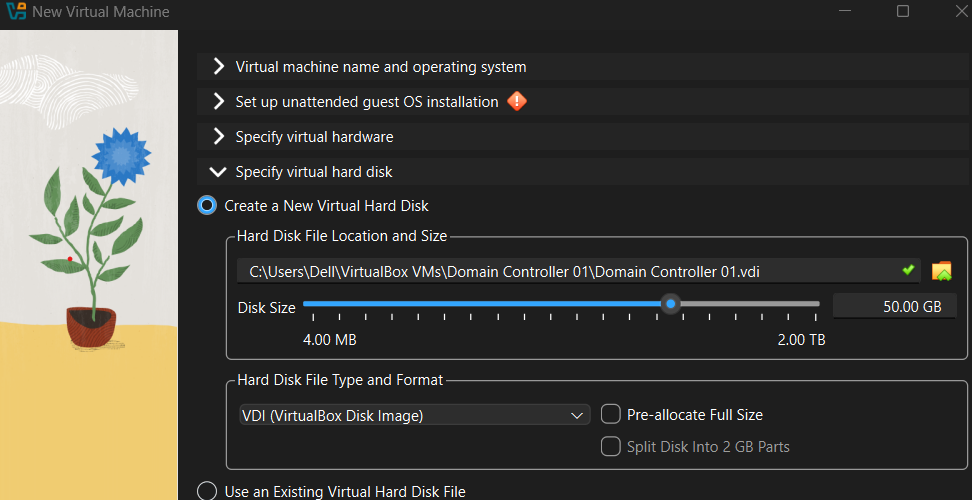 New Virtual Machine
Virtual machine name and operating system
Set up unattended guest OS installation
Specify virtual hardware
Specify virtual hard disk
Create a New Virtual Hard Disk
Hard Disk File Location and Size
C:\Users\Dell\VirtualBox VMs\Domain Controller 01\Domain Controller 01.vdi
Disk Size 50.00 GB
4.00 MB 2.00 TB
Hard Disk File Type and Format
VDI (VirtualBox Disk Image) Pre-allocate Full Size
Split Disk Into 2 GB Parts
Use an Existing Virtual Hard Disk File